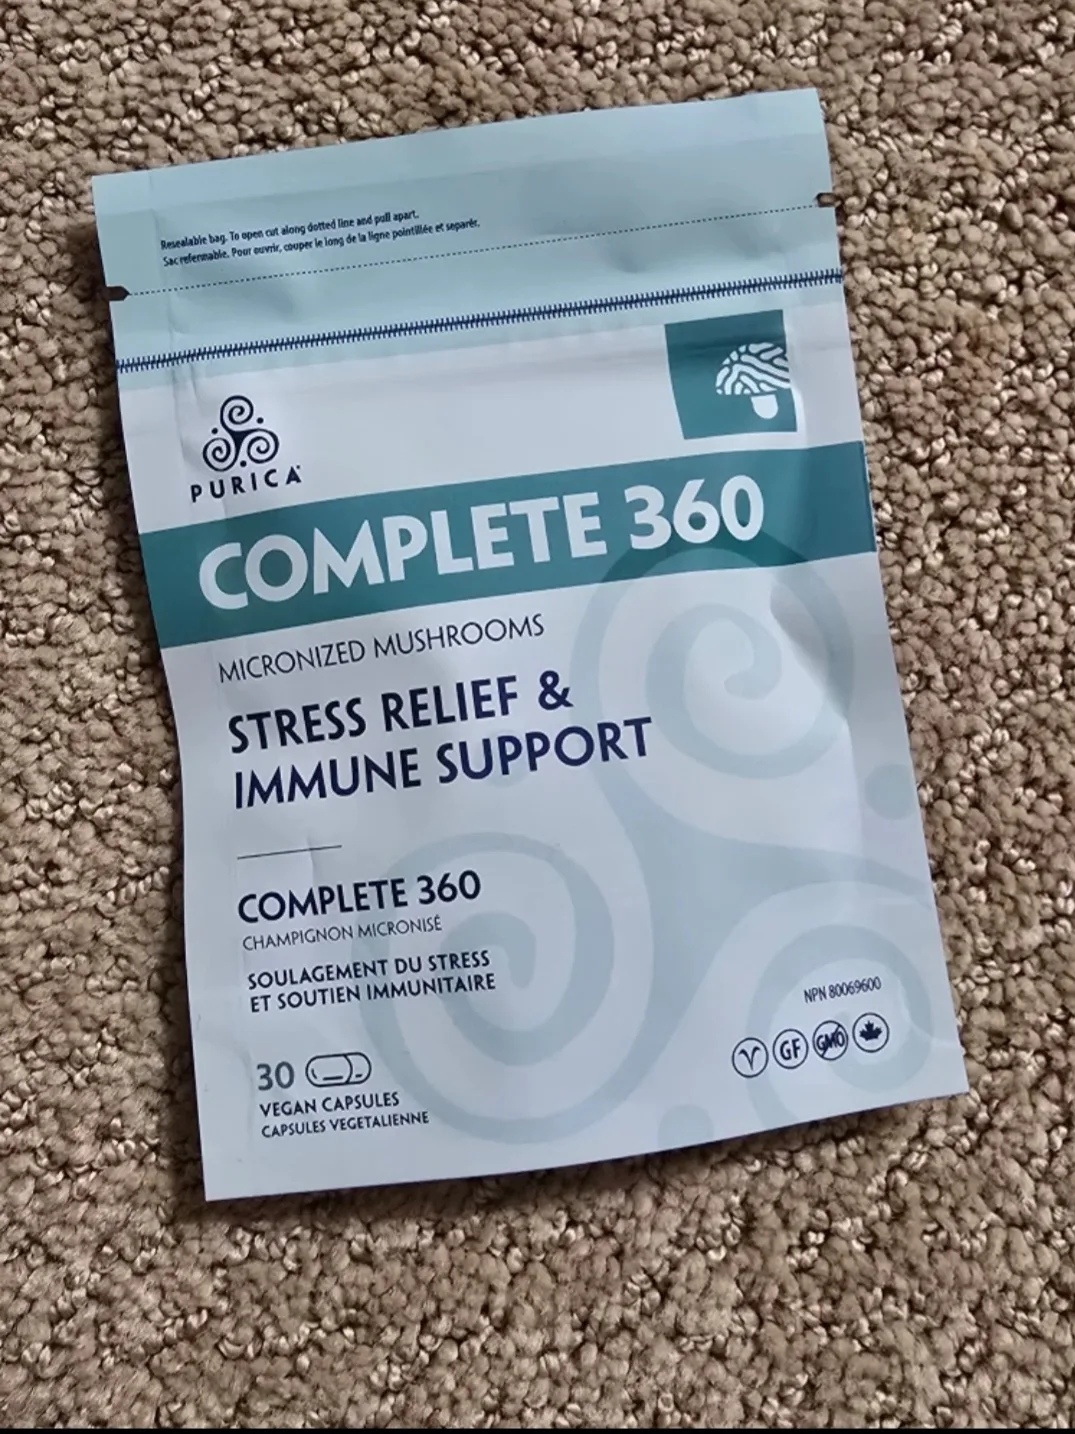 Resealable bag. To open cut along dotted line and pull apart.
Sac refermable. Pour ouvrir, couper le long de la ligne pointillée et separér.
PURICA
COMPLETE 360
MICRONIZED MUSHROOMS
STRESS RELIEF &
IMMUNE SUPPORT
COMPLETE 360
CHAMPIGNON MICRONISÉ
SOULAGEMENT DU STRESS
ET SOUTIEN IMMUNITAIRE
NPN 80069600
V GF GMO
30
VEGAN CAPSULES
CAPSULES VEGETALIENNE